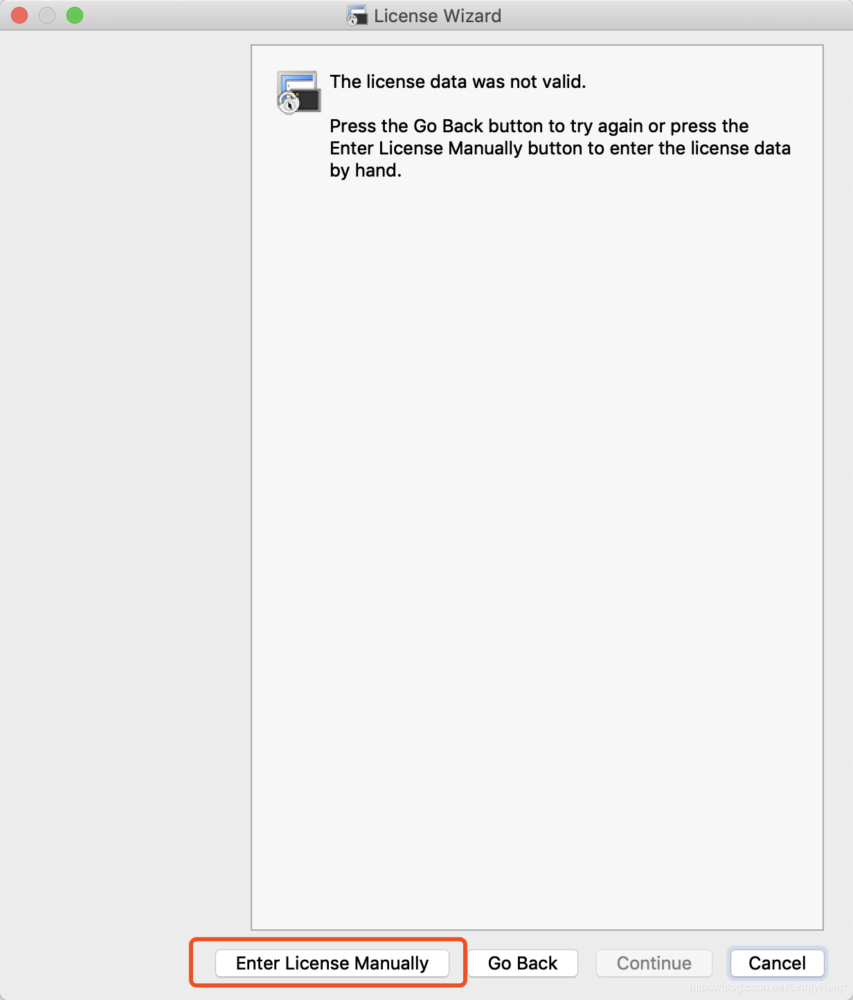 License Wizard
The license data was not valid.
Press the Go Back button to try again or press the
Enter License Manually button to enter the license data
by hand.
Enter License Manually
Go Back
Continue
Cancel
https://blog.csdn.net/OnMyHeart